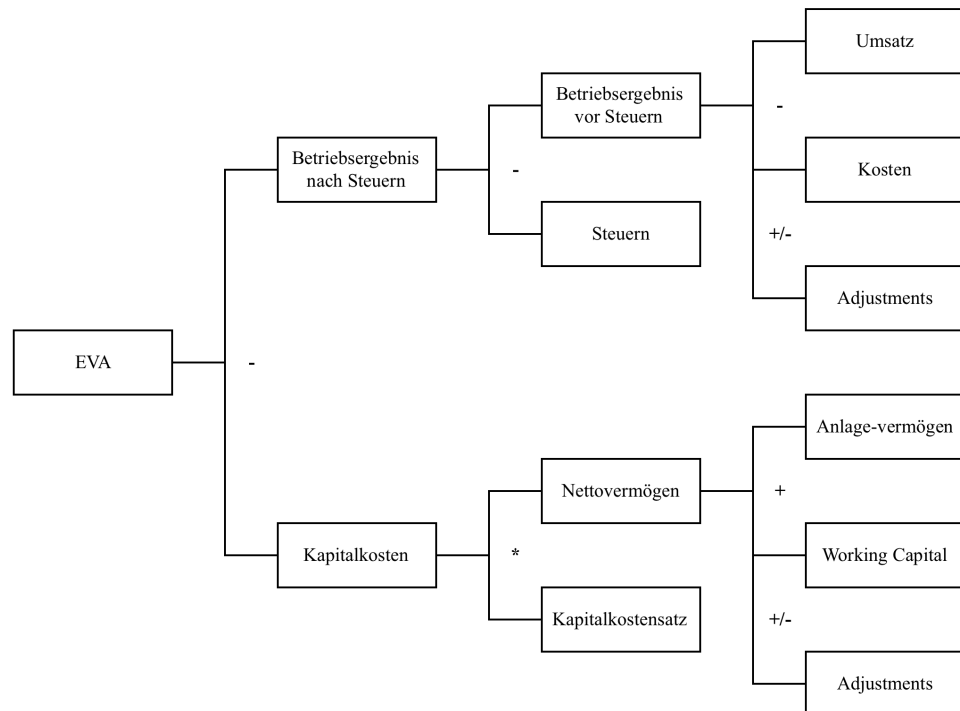 Umsatz
Betriebsergebnis
vor Steuern
-
Betriebsergebnis
nach Steuern
-
Kosten
Steuern
+/-
Adjustments
EVA
-
Anlage-vermögen
Nettovermögen
+
Kapitalkosten
*
Working Capital
Kapitalkostensatz
+/-
Adjustments